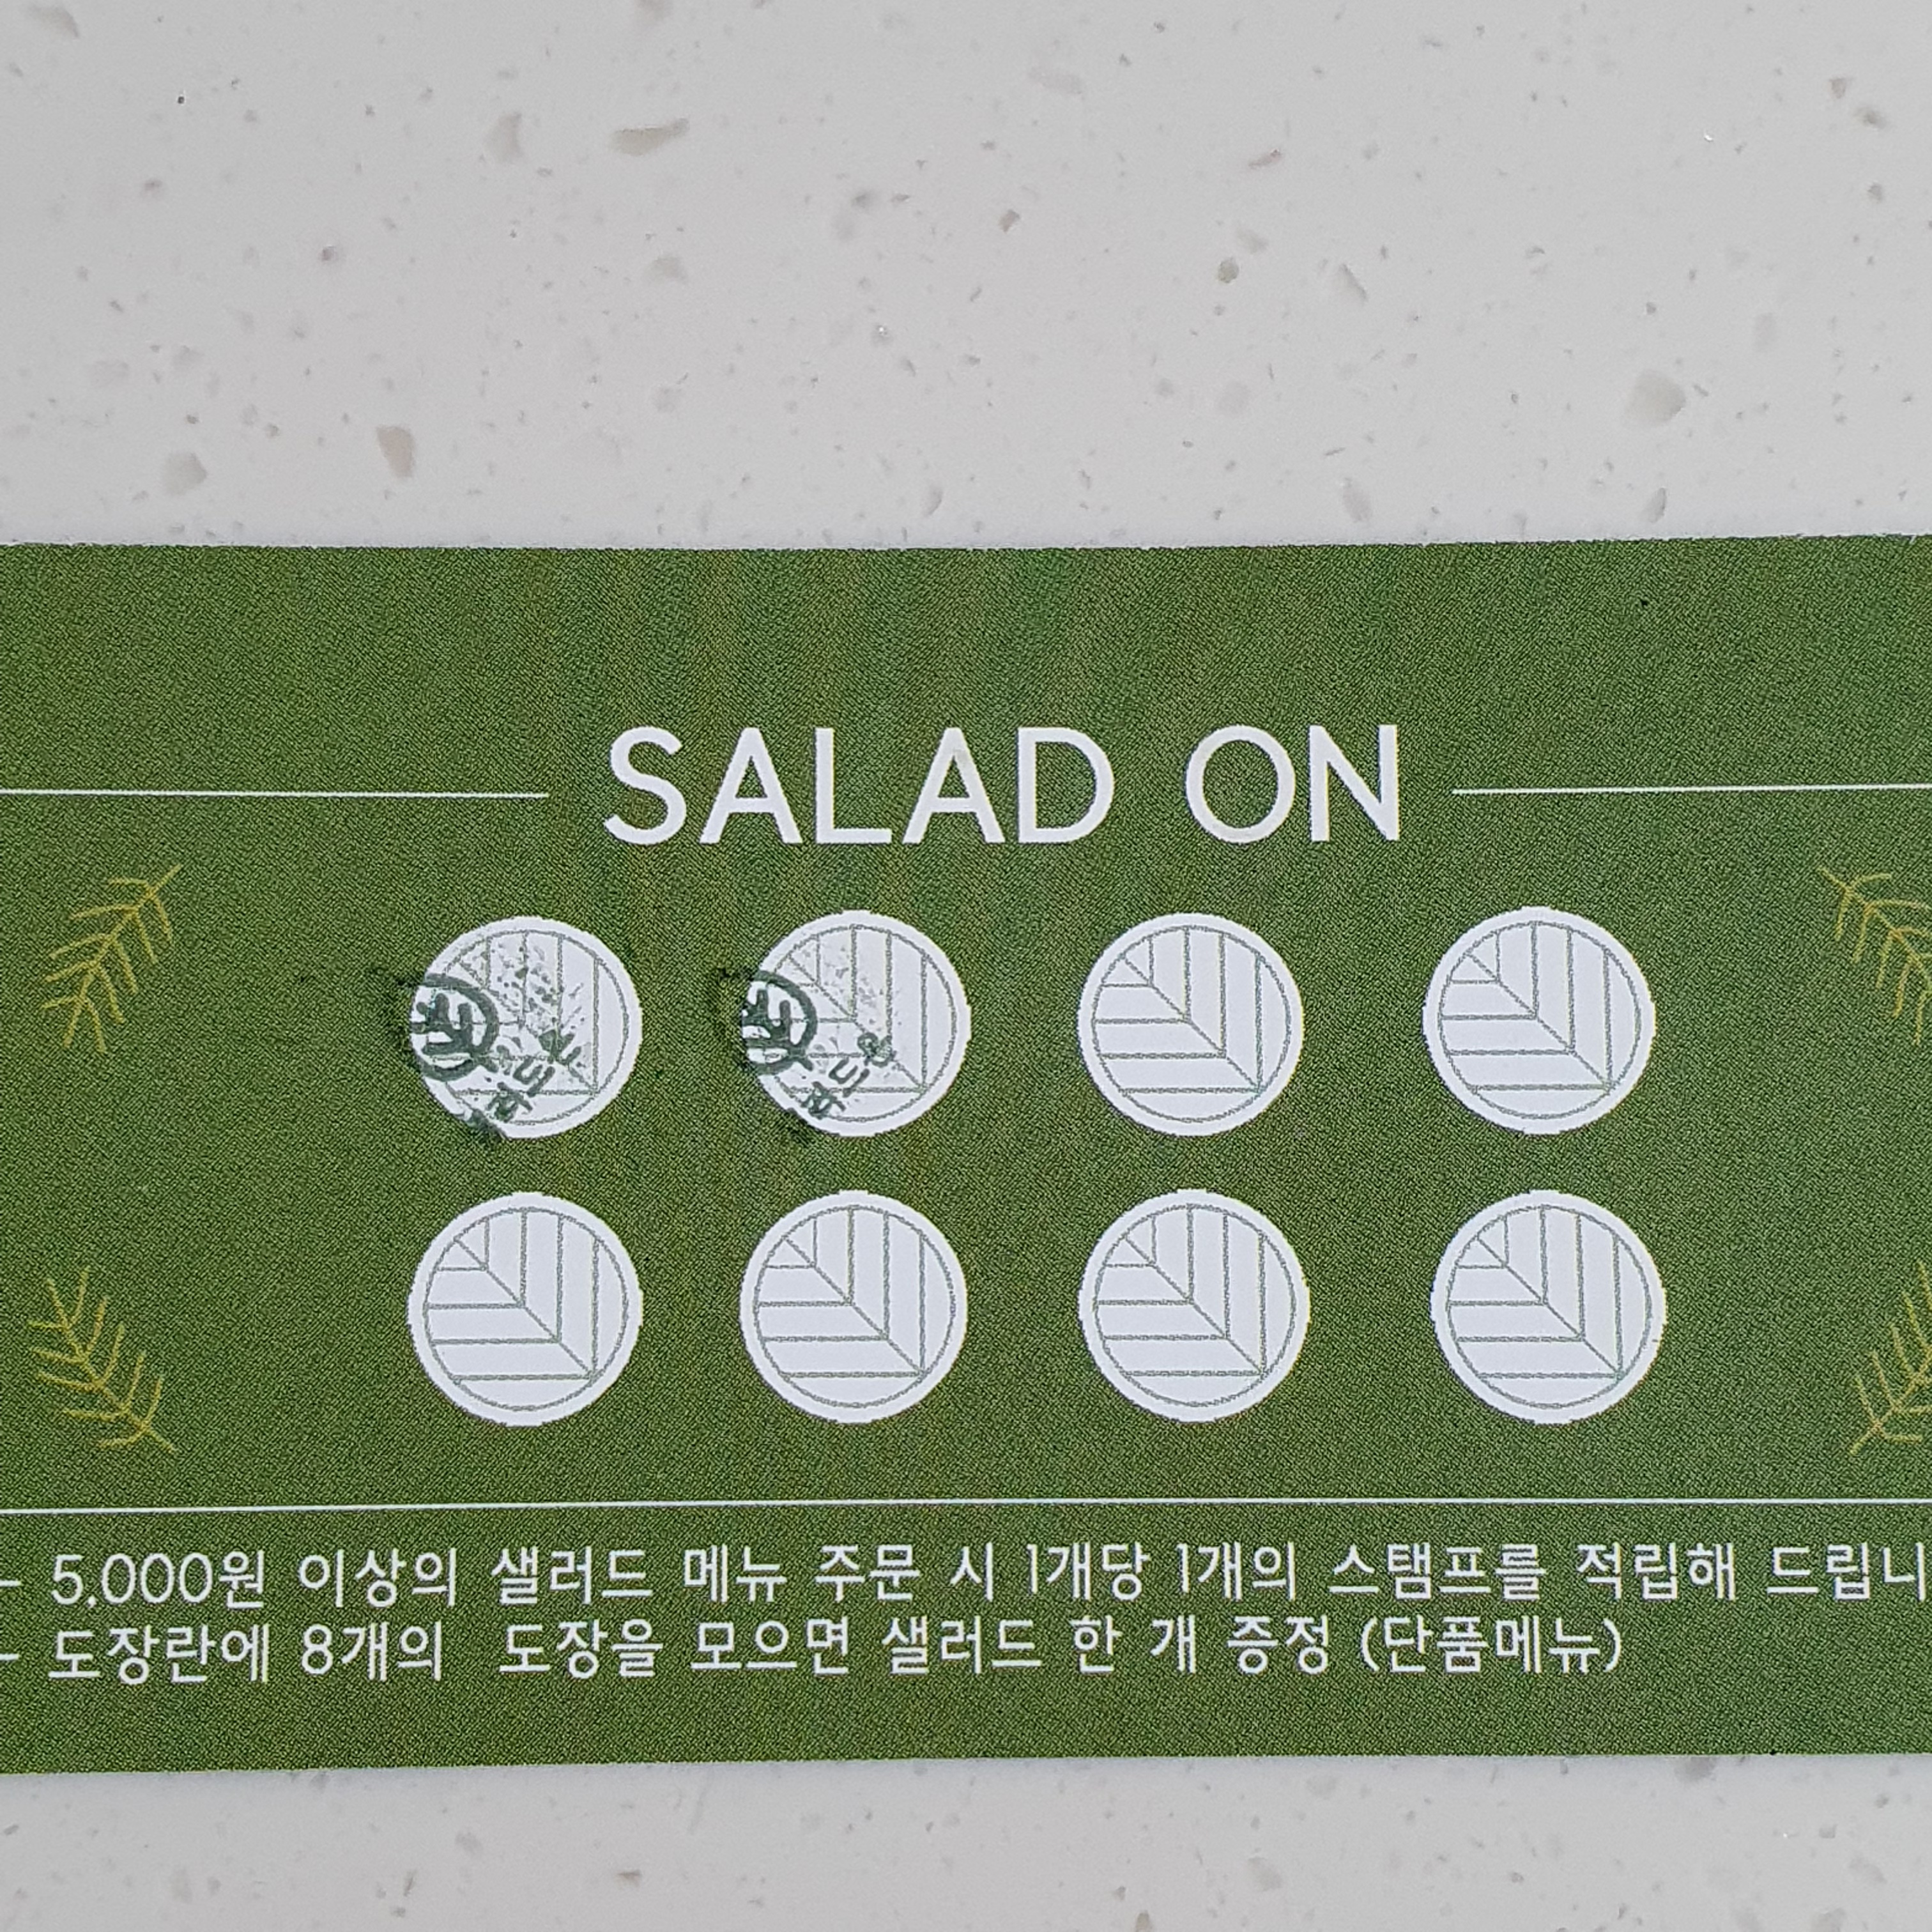 SALAD ON
- 5,000원 이상의 샐러드 메뉴 주문 시 1개당 1개의 스탬프를 적립해 드립니
- 도장란에 8개의 도장을 모으면 샐러드 한 개 증정 (단품메뉴)